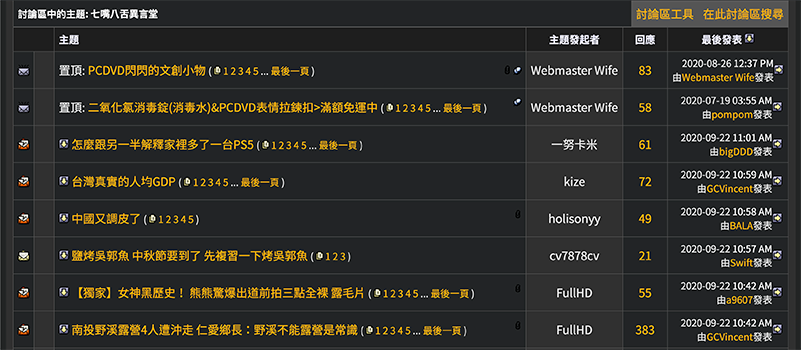 討論區中的主題: 七嘴八舌異言堂 討論區工具 在此討論區搜尋
主題 主題發起者 回應 最後發表
置頂: PCDVD閃閃的文創小物 ( 1 2 3 4 5 ... 最後一頁 ) Webmaster Wife 83 2020-08-26 12:37 PM
由Webmaster Wife發表
置頂: 二氧化氯消毒錠(消毒水)&PCDVD表情拉鍊扣>滿額免運中 ( 1 2 3 4 5 ... 最後一頁 ) Webmaster Wife 58 2020-07-19 03:55 AM
由pompom發表
怎麼跟另一半解釋家裡多了一台PS5 ( 1 2 3 4 5 ... 最後一頁 ) 一努卡米 61 2020-09-22 11:01 AM
由bigDDD發表
台灣真實的人均GDP ( 1 2 3 4 5 ... 最後一頁 ) kize 72 2020-09-22 10:59 AM
由GCVincent發表
中國又調皮了 ( 1 2 3 4 5 ) holisonyy 49 2020-09-22 10:58 AM
由BALA發表
鹽烤吳郭魚 中秋節要到了 先複習一下烤吳郭魚 ( 1 2 3 ) cv7878cv 21 2020-09-22 10:57 AM
由Swift發表
【獨家】女神黑歷史! 熊熊驚爆出道前拍三點全裸 露毛片 ( 1 2 3 4 5 ... 最後一頁 ) FullHD 55 2020-09-22 10:42 AM
由a9607發表
南投野溪露營4人遭沖走 仁愛鄉長：野溪不能露營是常識 ( 1 2 3 4 5 ... 最後一頁 ) FullHD 383 2020-09-22 10:42 AM
由GCVincent發表